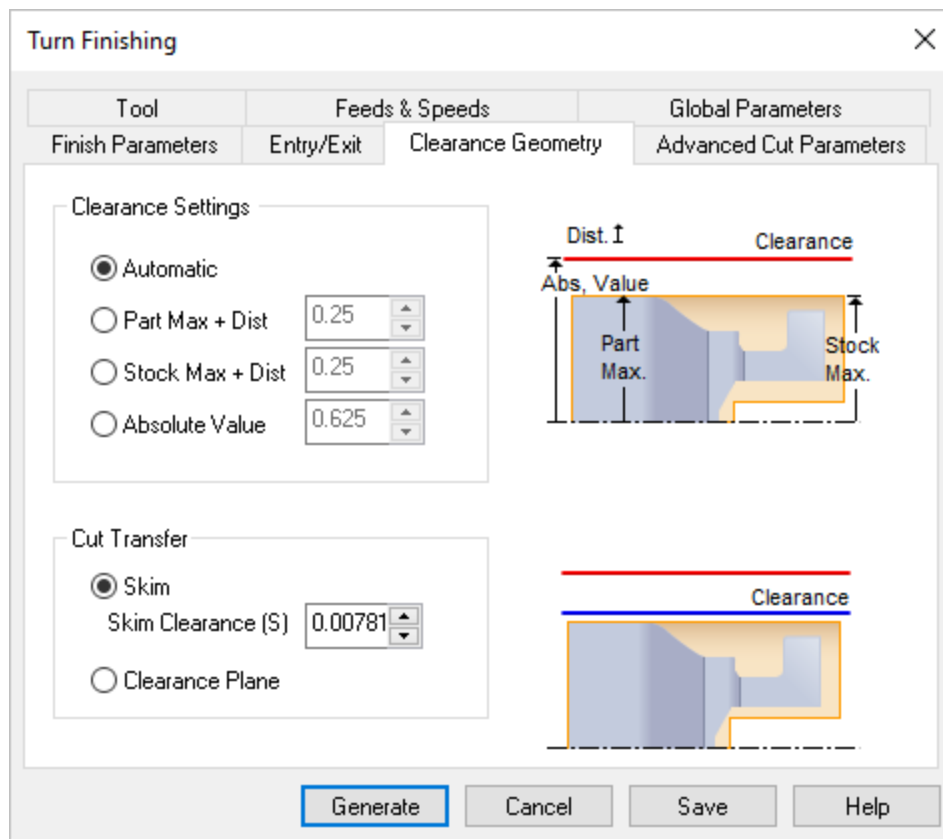 Turn Finishing
Tool Feeds & Speeds Global Parameters
Finish Parameters Entry/Exit Clearance Geometry Advanced Cut Parameters
Clearance Settings
Automatic
Part Max + Dist 0.25
Stock Max + Dist 0.25
Absolute Value 0.625
Dist. Clearance
Abs, Value
Part Max.
Stock Max.
Cut Transfer
Skim
Skim Clearance (S) 0.00781
Clearance Plane
Clearance
Generate Cancel Save Help